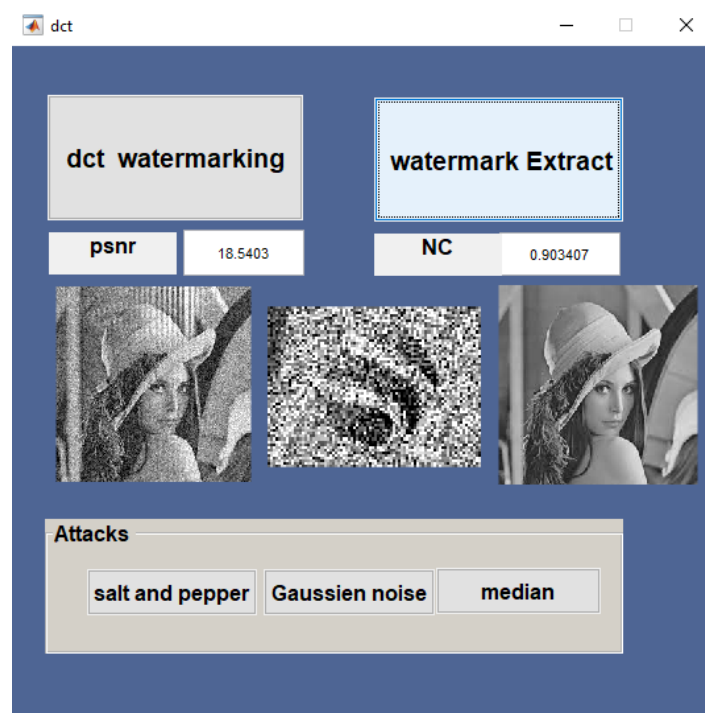 dct
dct watermarking
watermark Extract
psnr
18.5403
NC
0.903407
Attacks
salt and pepper
Gaussien noise
median